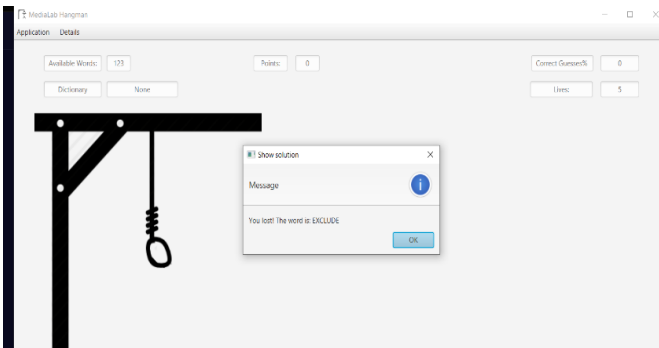 MediaLab Hangman
Application Details
Available Words: 123 Points: 0 Correct Guesses% 0
Dictionary None Lives: 5
Show solution
Message
You lost! The word is: EXCLUDE
OK